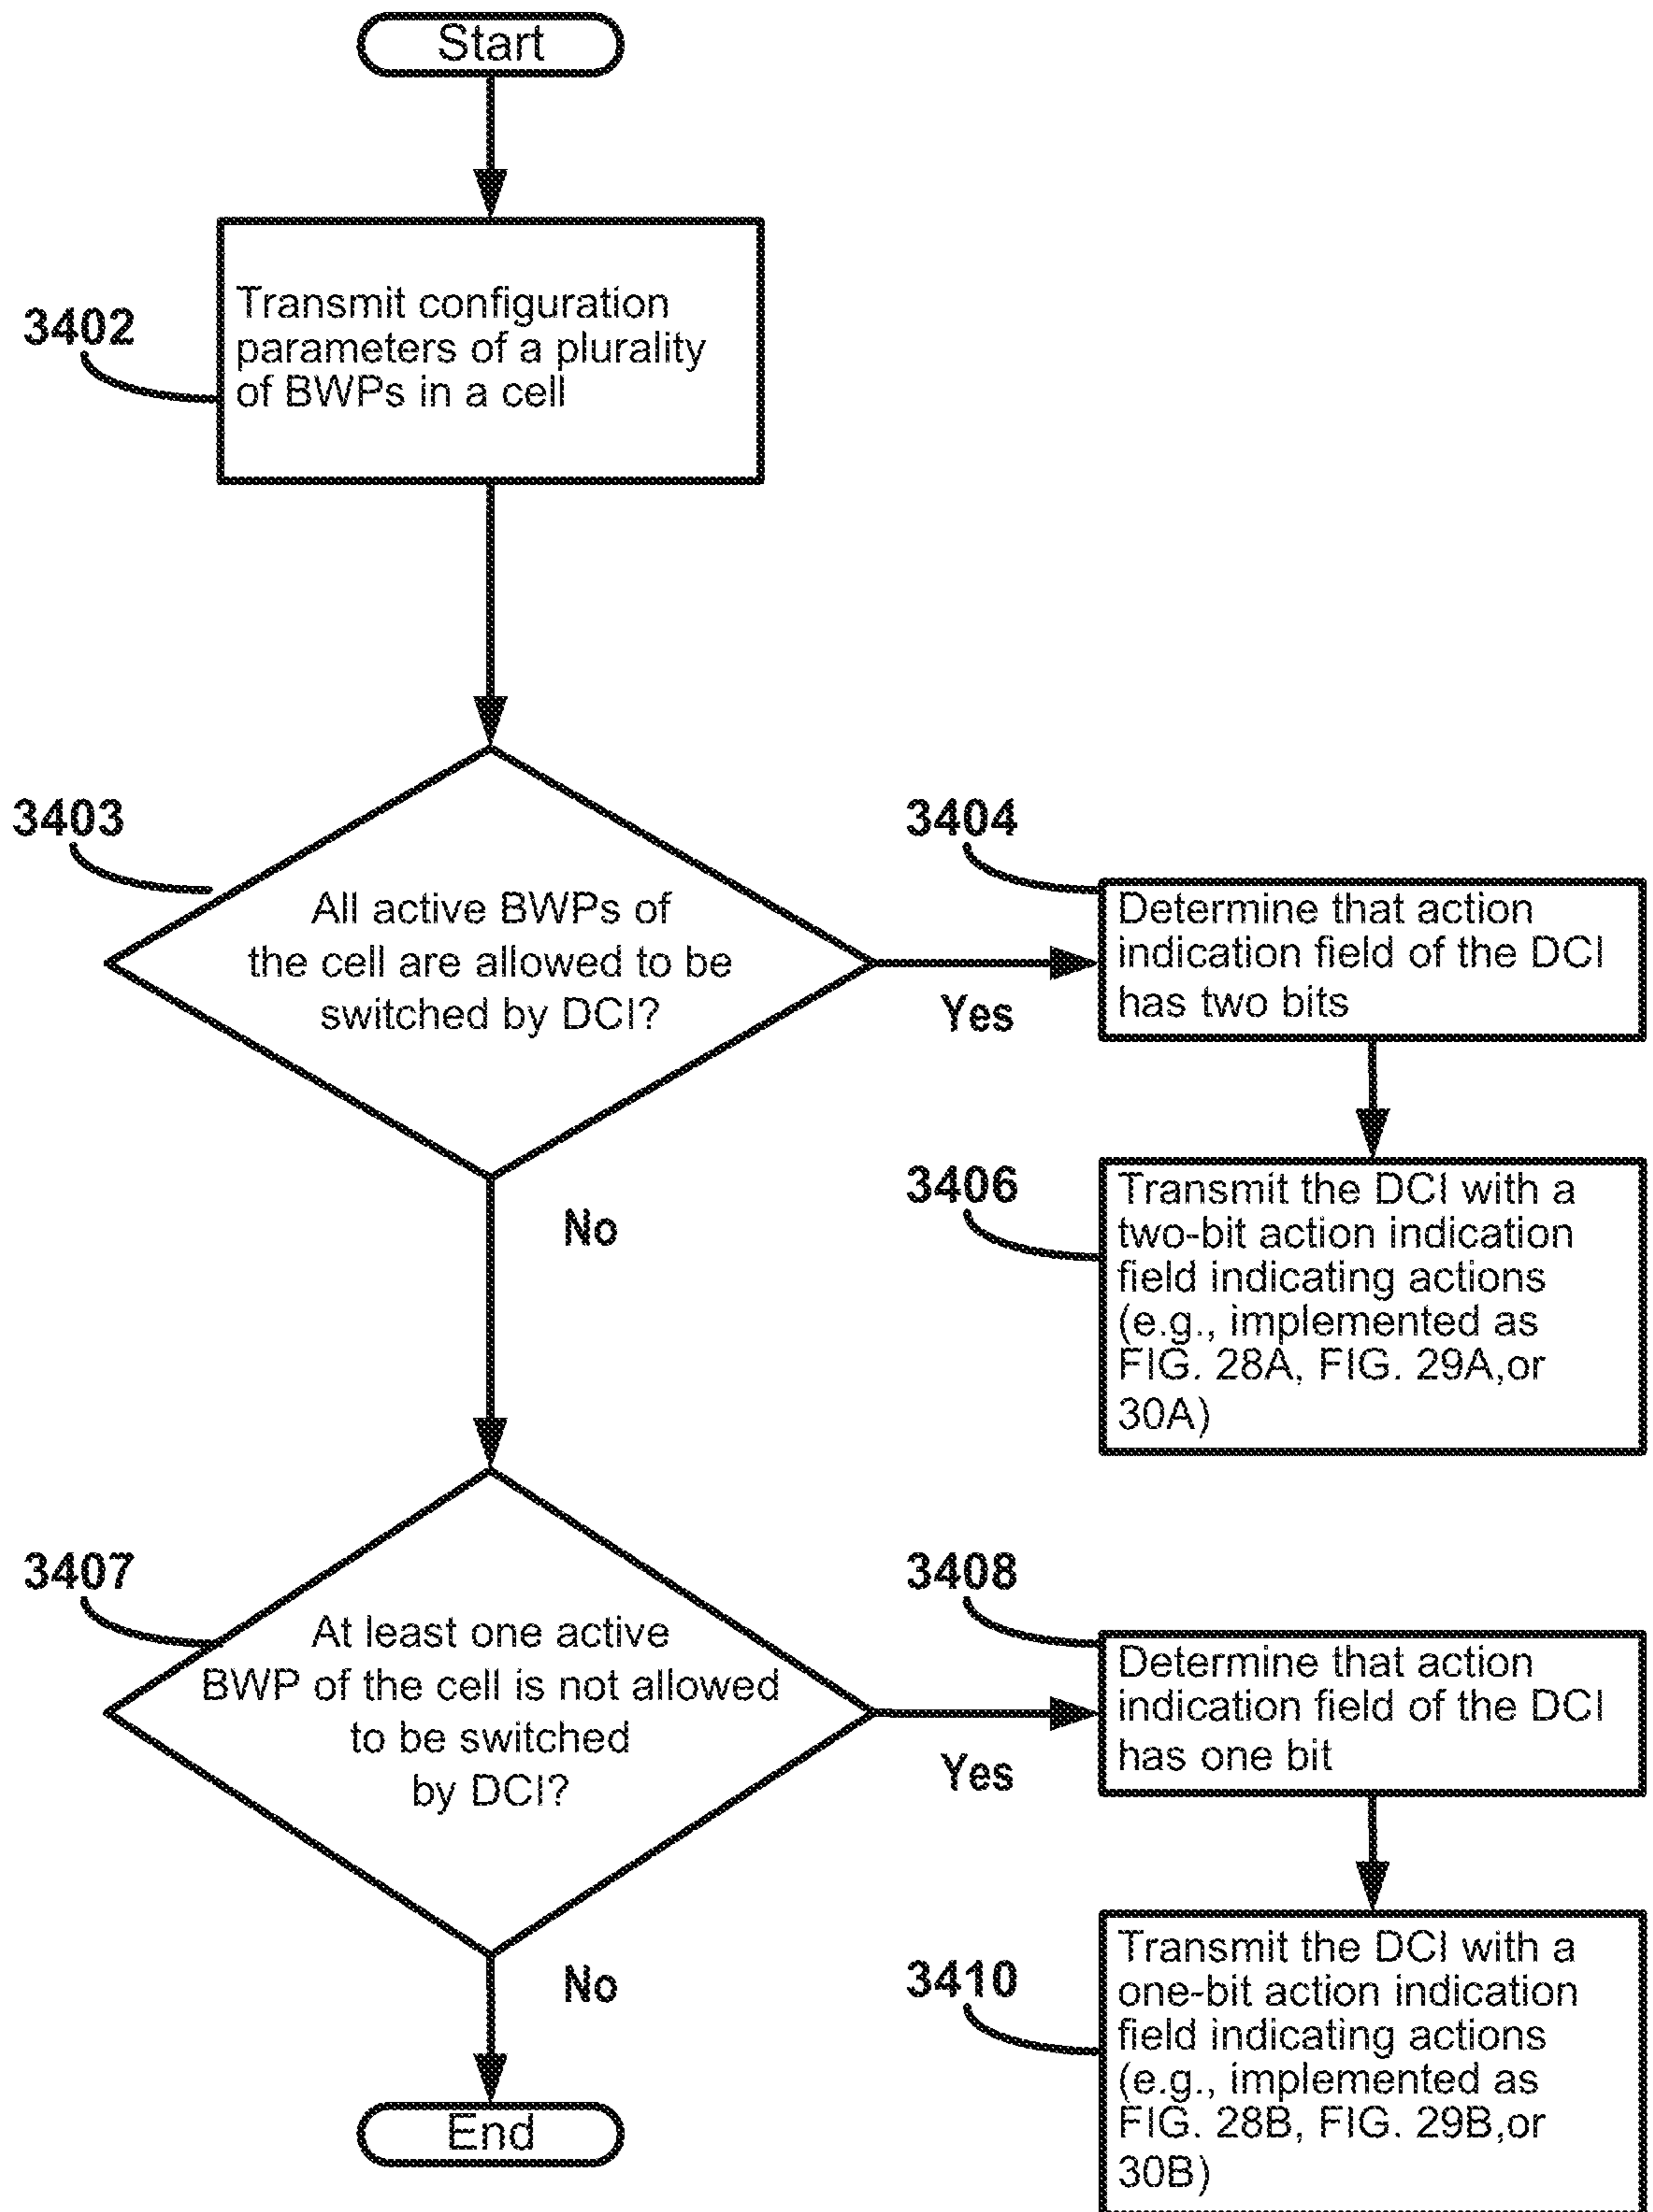 Start
3402
Transmit configuration
parameters of a plurality
of BWPs in a cell
3403
All active BWPs of
the cell are allowed to be
switched by DCI?
Yes
No
3404
Determine that action
indication field of the DCI
has two bits
3406
Transmit the DCI with a
two-bit action indication
field indicating actions
(e.g., implemented as
FIG. 28A, FIG. 29A,or
30A)
3407
At least one active
BWP of the cell is not allowed
to be switched
by DCI?
Yes
No
3408
Determine that action
indication field of the DCI
has one bit
3410
Transmit the DCI with a
one-bit action indication
field indicating actions
(e.g., implemented as
FIG. 28B, FIG. 29B,or
30B)
End